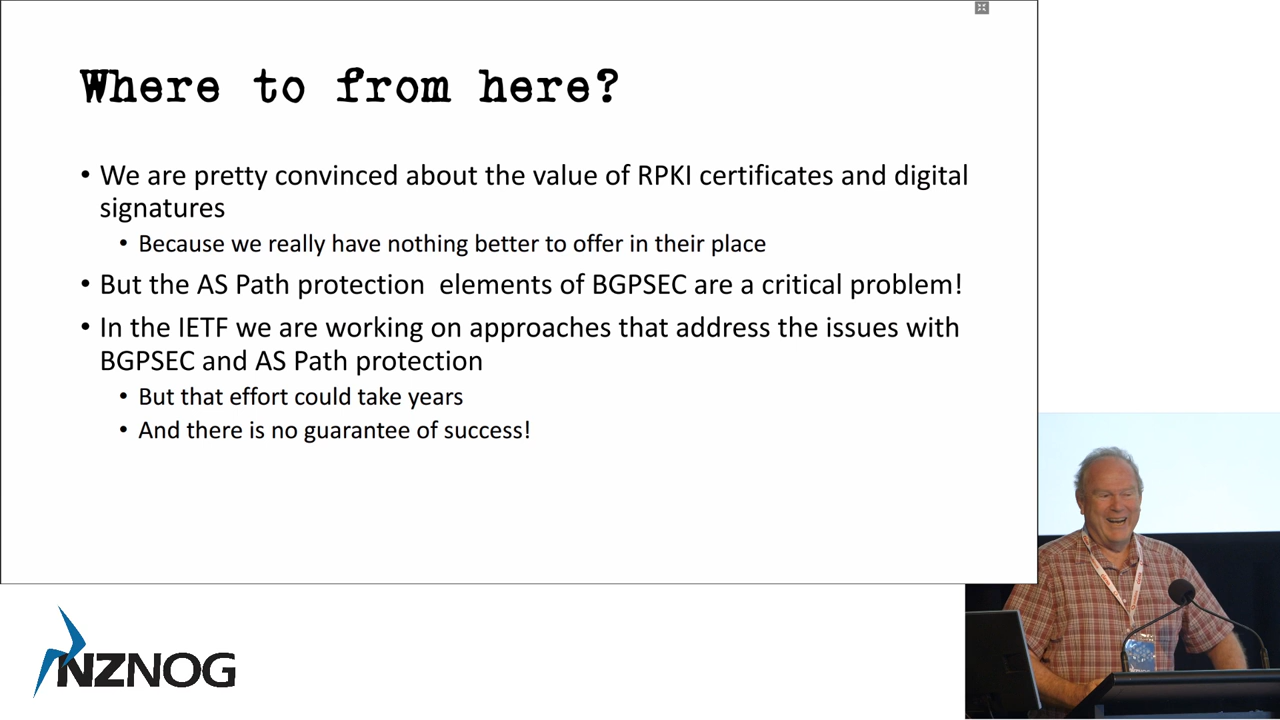 Where to from here?
• We are pretty convinced about the value of RPKI certificates and digital
signatures
• Because we really have nothing better to offer in their place
• But the AS Path protection  elements of BGPSEC are a critical problem!
• In the IETF we are working on approaches that address the issues with
BGPSEC and AS Path protection
• But that effort could take years
• And there is no guarantee of success!
NZNOG